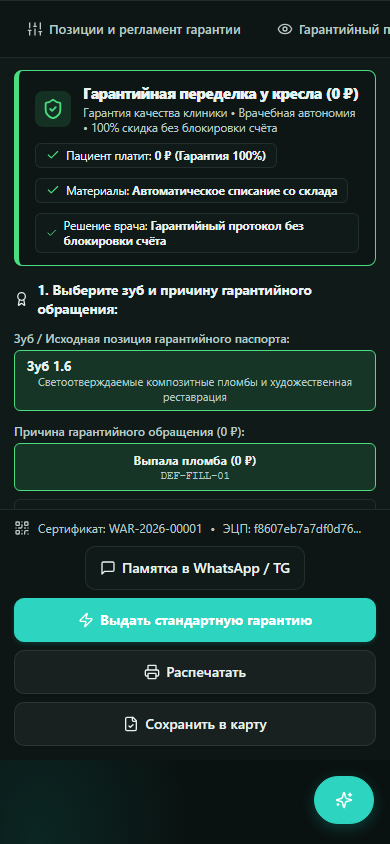 Позиции и регламент гарантии
Гарантийный п
Гарантийная переделка у кресла (0 ₽)
Гарантия качества клиники • Врачебная автономия
• 100% скидка без блокировки счёта
Пациент платит: 0 ₽ (Гарантия 100%)
Материалы: Автоматическое списание со склада
Решение врача: Гарантийный протокол без
блокировки счёта
1. Выберите зуб и причину гарантийного
обращения:
Зуб / Исходная позиция гарантийного паспорта:
Зуб 1.6
Светоотверждаемые композитные пломбы и художественная
реставрация
Причина гарантийного обращения (0 ₽):
Выпала пломба (0 ₽)
DEF-FILL-01
Сертификат: WAR-2026-00001 • ЭЦП: f8607eb7a7df0d76...
Памятка в WhatsApp / TG
Выдать стандартную гарантию
Распечатать
Сохранить в карту